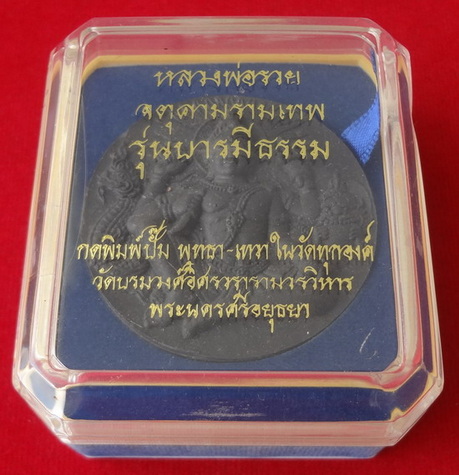 หลวงพ่อรวย
จตุคามรามเทพ
รุ่นบารมีธรรม
กดพิมพ์ปั๊ม พุทธา-เทวา ในวัดทุกองค์
วัดบรมวงศ์อิศรวรารามวรวิหาร
พระนครศรีอยุธยา